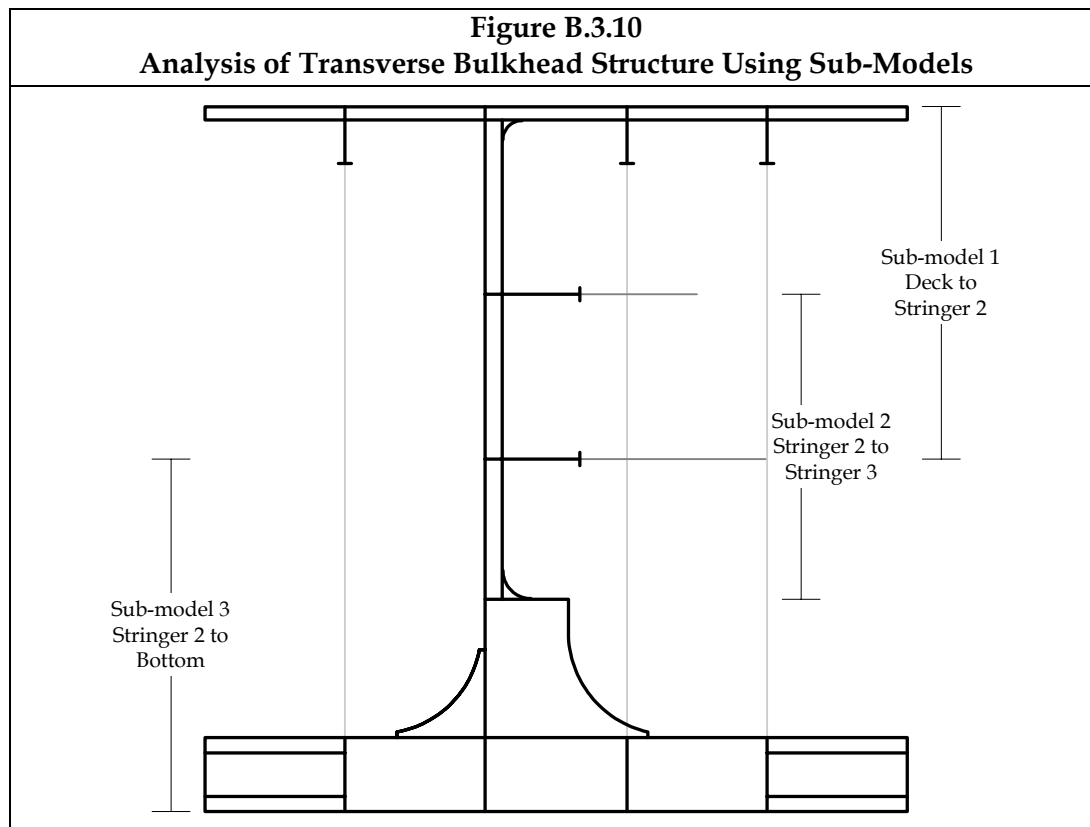 Figure B.3.10
Analysis of Transverse Bulkhead Structure Using Sub-Models
Sub-model 1
Deck to
Stringer 2
Sub-model 2
Stringer 2 to
Stringer 3
Sub-model 3
Stringer 2 to
Bottom